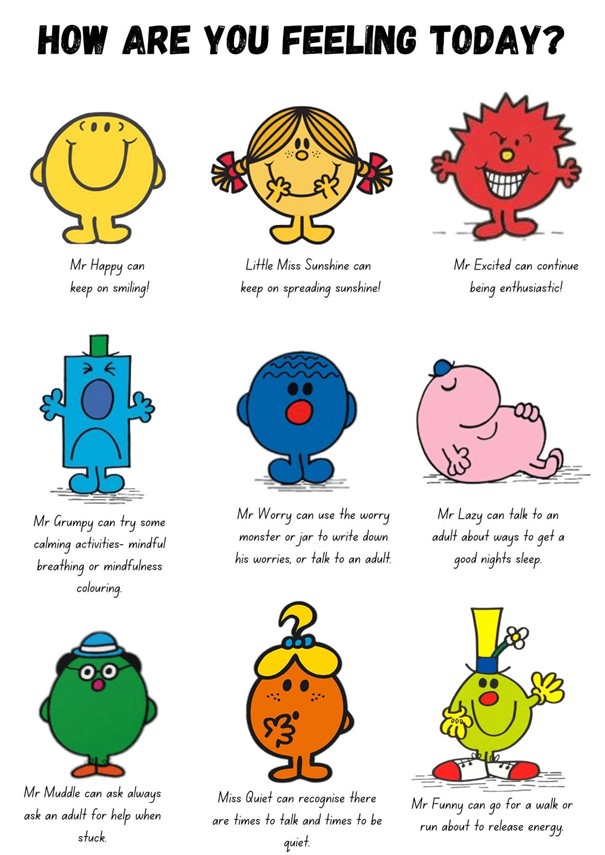 HOW ARE YOU FEELING TODAY?
Mr Happy can
keep on smiling!
Little Miss Sunshine can
keep on spreading sunshine!
Mr Excited can continue
being enthusiastic!
Mr Grumpy can try some
calming activities- mindful
breathing or mindfulness
colouring.
Mr Worry can use the worry
monster or jar to write down
his worries, or talk to an adult.
Mr Lazy can talk to an
adult about ways to get a
good nights sleep.
Mr Muddle can ask always
ask an adult for help when
stuck.
Miss Quiet can recognise there
are times to talk and times to be
quiet.
Mr Funny can go for a walk or
run about to release energy.